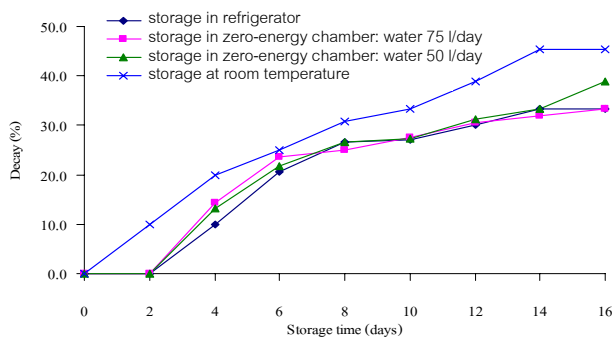 storage in refrigerator
storage in zero-energy chamber: water 75 l/day
storage in zero-energy chamber: water 50 l/day
storage at room temperature
50.0
40.0
30.0
20.0
10.0
0.0
Decay (%)
0 2 4 6 8 10 12 14 16
Storage time (days)